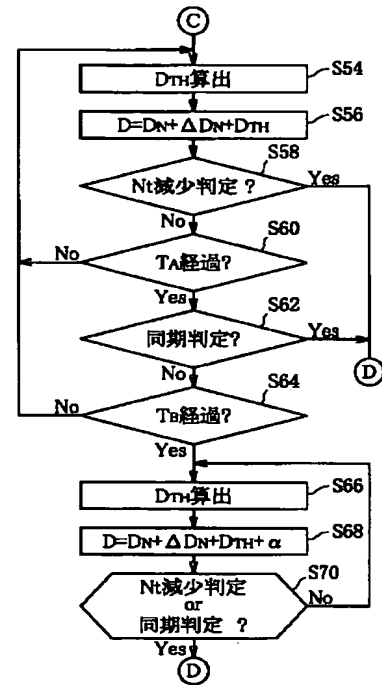 C
DTH算出
S54
D=DN+ΔDN+DTH
S56
Nt減少判定?
S58
Yes
No
TA経過?
S60
No
Yes
同期判定?
S62
Yes
No
D
TB経過?
S64
No
Yes
DTH算出
S66
D=DN+ΔDN+DTH+α
S68
Nt減少判定
or
同期判定 ?
S70
No
Yes
D